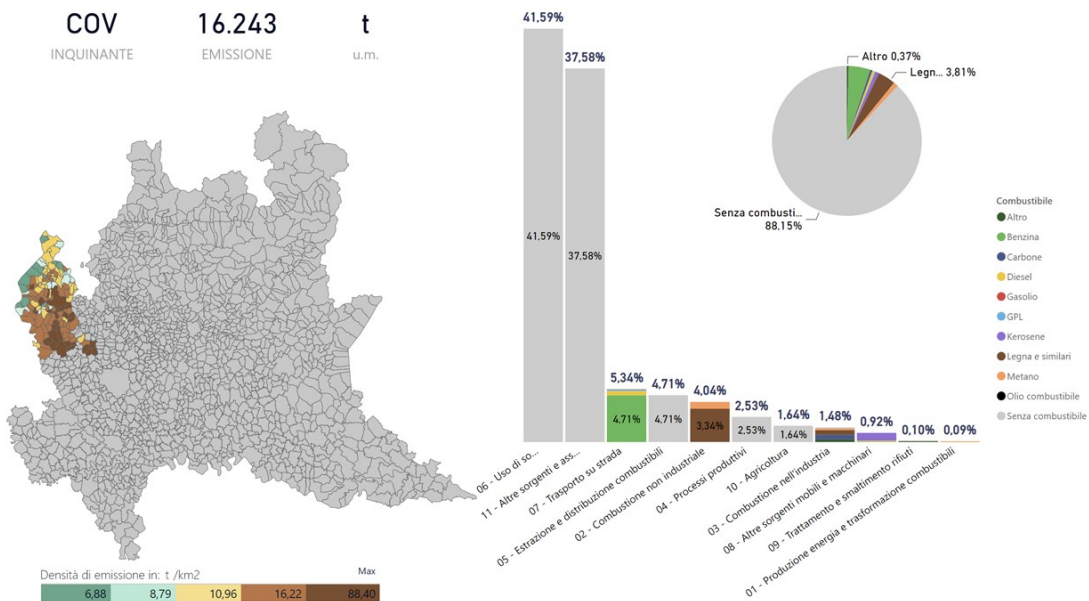 COV 16.243 t
INQUINANTE EMISSIONE u.m.
Densità di emissione in: t /km2 Max
6,88 8,79 10,96 16,22 88,40
41,59%
37,58%
5,34%
4,71%
4,04%
2,53%
1,64%
1,48%
0,92%
0,10%
0,09%
41,59%
37,58%
4,71%
4,71%
3,34%
2,53%
1,64%
06 - Uso di so...
11 - Altre sorgenti e ass...
07 - Trasporto su strada
05 - Estrazione e distribuzione combustibili
02 - Combustione non industriale
04 - Processi produttivi
10 - Agricoltura
03 - Combustione nell'industria
08 - Altre sorgenti mobili e macchinari
09 - Trattamento e smaltimento rifiuti
01 - Produzione energia e trasformazione combustibili
Altro 0,37%
Legn... 3,81%
Senza combusti...
88,15%
Combustibile
Altro
Benzina
Carbone
Diesel
Gasolio
GPL
Kerosene
Legna e similari
Metano
Olio combustibile
Senza combustibile